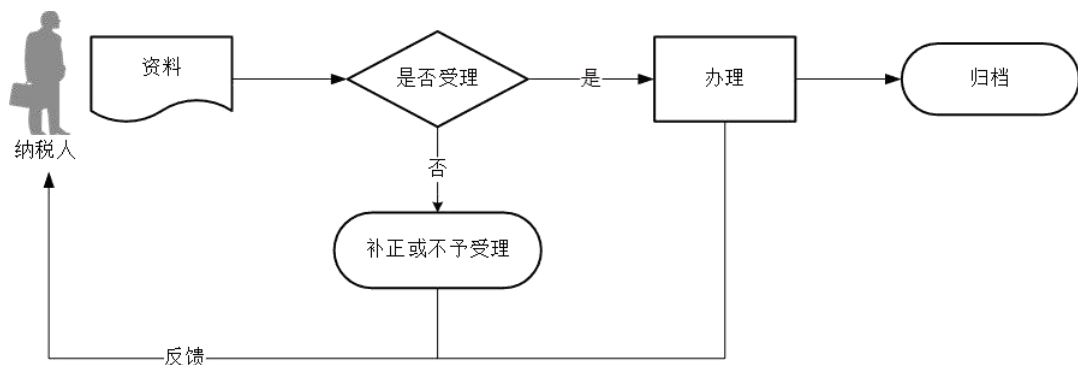 资料
是否受理
是
办理
归档
纳税人
否
补正或不予受理
反馈